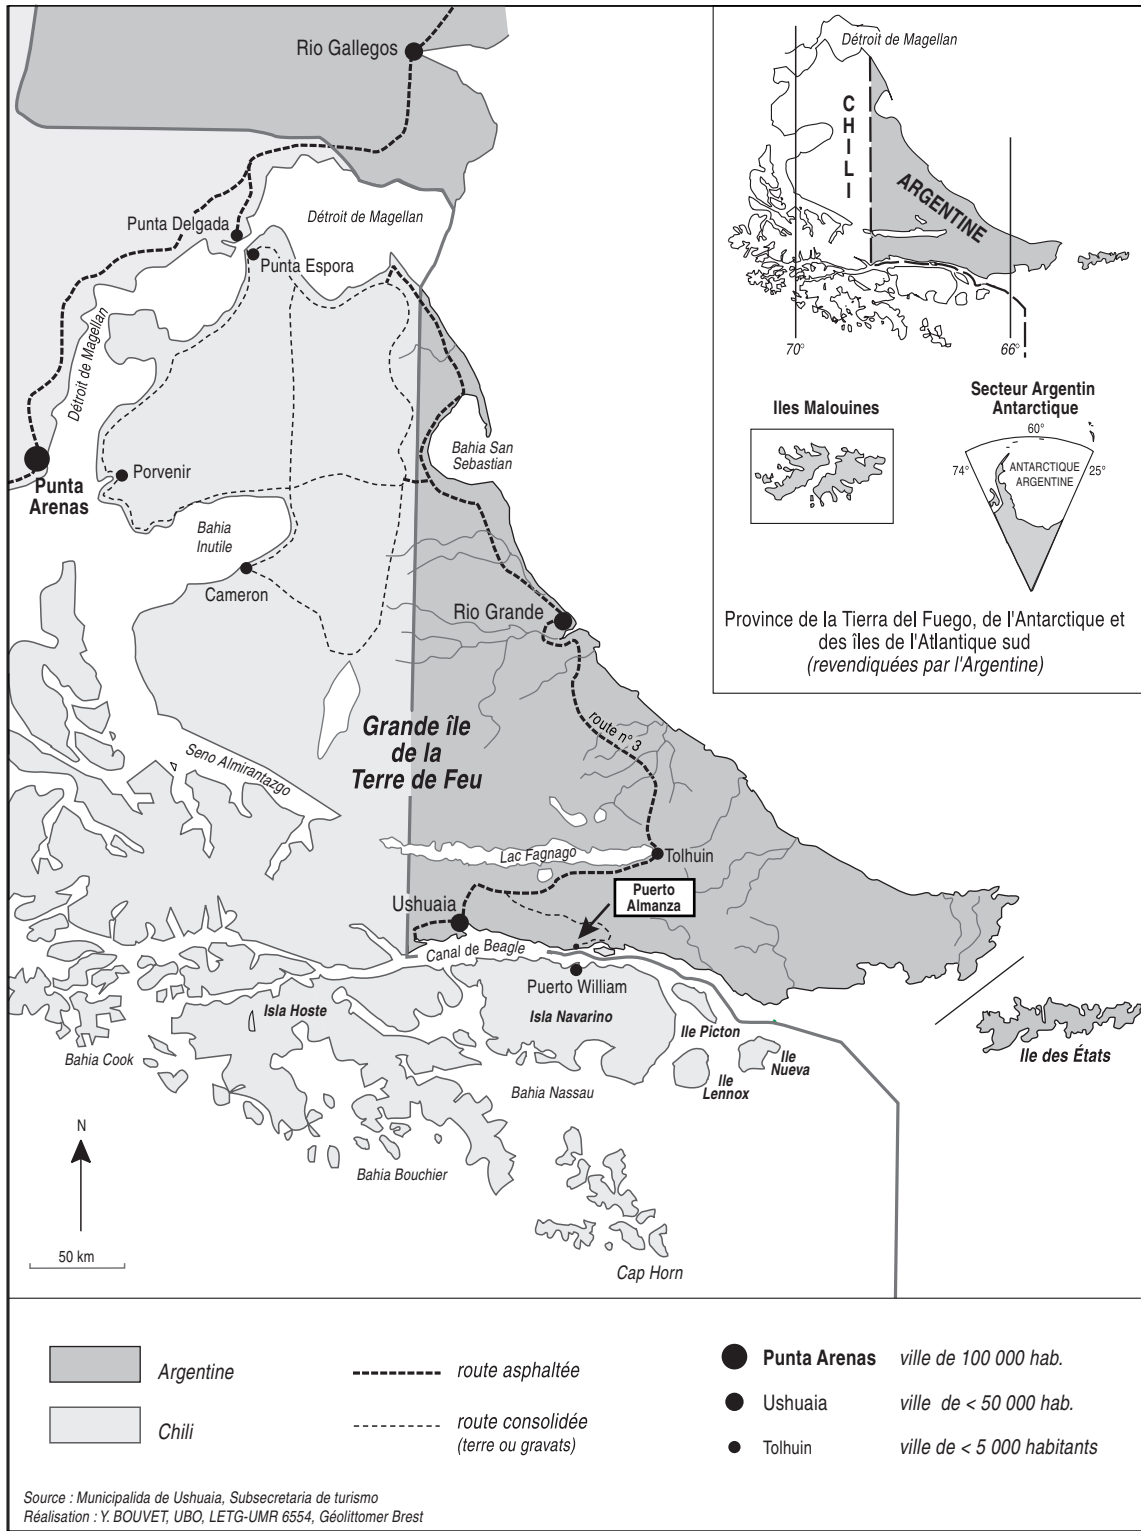 Rio Gallegos
Punta Delgada
Détroit de Magellan
Punta Espora
Détroit de Magellan
Bahia San
Sebastian
Punta
Arenas
Porvenir
Bahia
Inutile
Cameron
Rio Grande
route n° 3
Grande île
de la
Terre de Feu
Seno Almirantazgo
Lac Fagnago
Tolhuin
Puerto
Almanza
Ushuaia
Canal de Beagle
Puerto William
Isla Hoste
Isla Navarino
Ile Picton
Ile
Nueva
Ile
Lennox
Ile des États
Bahia Cook
Bahia Nassau
Bahia Bouchier
Cap Horn
N
50 km
Détroit de Magellan
CHILI
ARGENTINE
70°
66°
Iles Malouines
Secteur Argentin
Antarctique
60°
74°
25°
ANTARCTIQUE
ARGENTINE
Province de la Tierra del Fuego, de l'Antarctique et
des îles de l'Atlantique sud
(revendiquées par l'Argentine)
Argentine
Chili
route asphaltée
route consolidée
(terre ou gravats)
Punta Arenas ville de 100 000 hab.
Ushuaia ville de < 50 000 hab.
Tolhuin ville de < 5 000 habitants
Source : Municipalida de Ushuaia, Subsecretaria de turismo
Réalisation : Y. BOUVET, UBO, LETG-UMR 6554, Géolittomer Brest